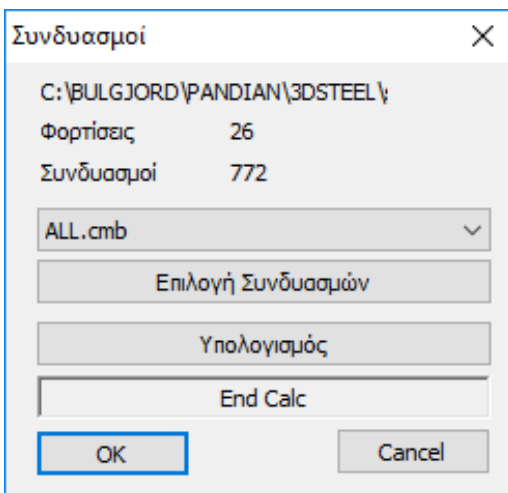 Συνδυασμοί
C:\BULGJORD\PANDIAN\3DSTEEL\
Φορτίσεις 26
Συνδυασμοί 772
ALL.cmb
Επιλογή Συνδυασμών
Υπολογισμός
End Calc
OK Cancel